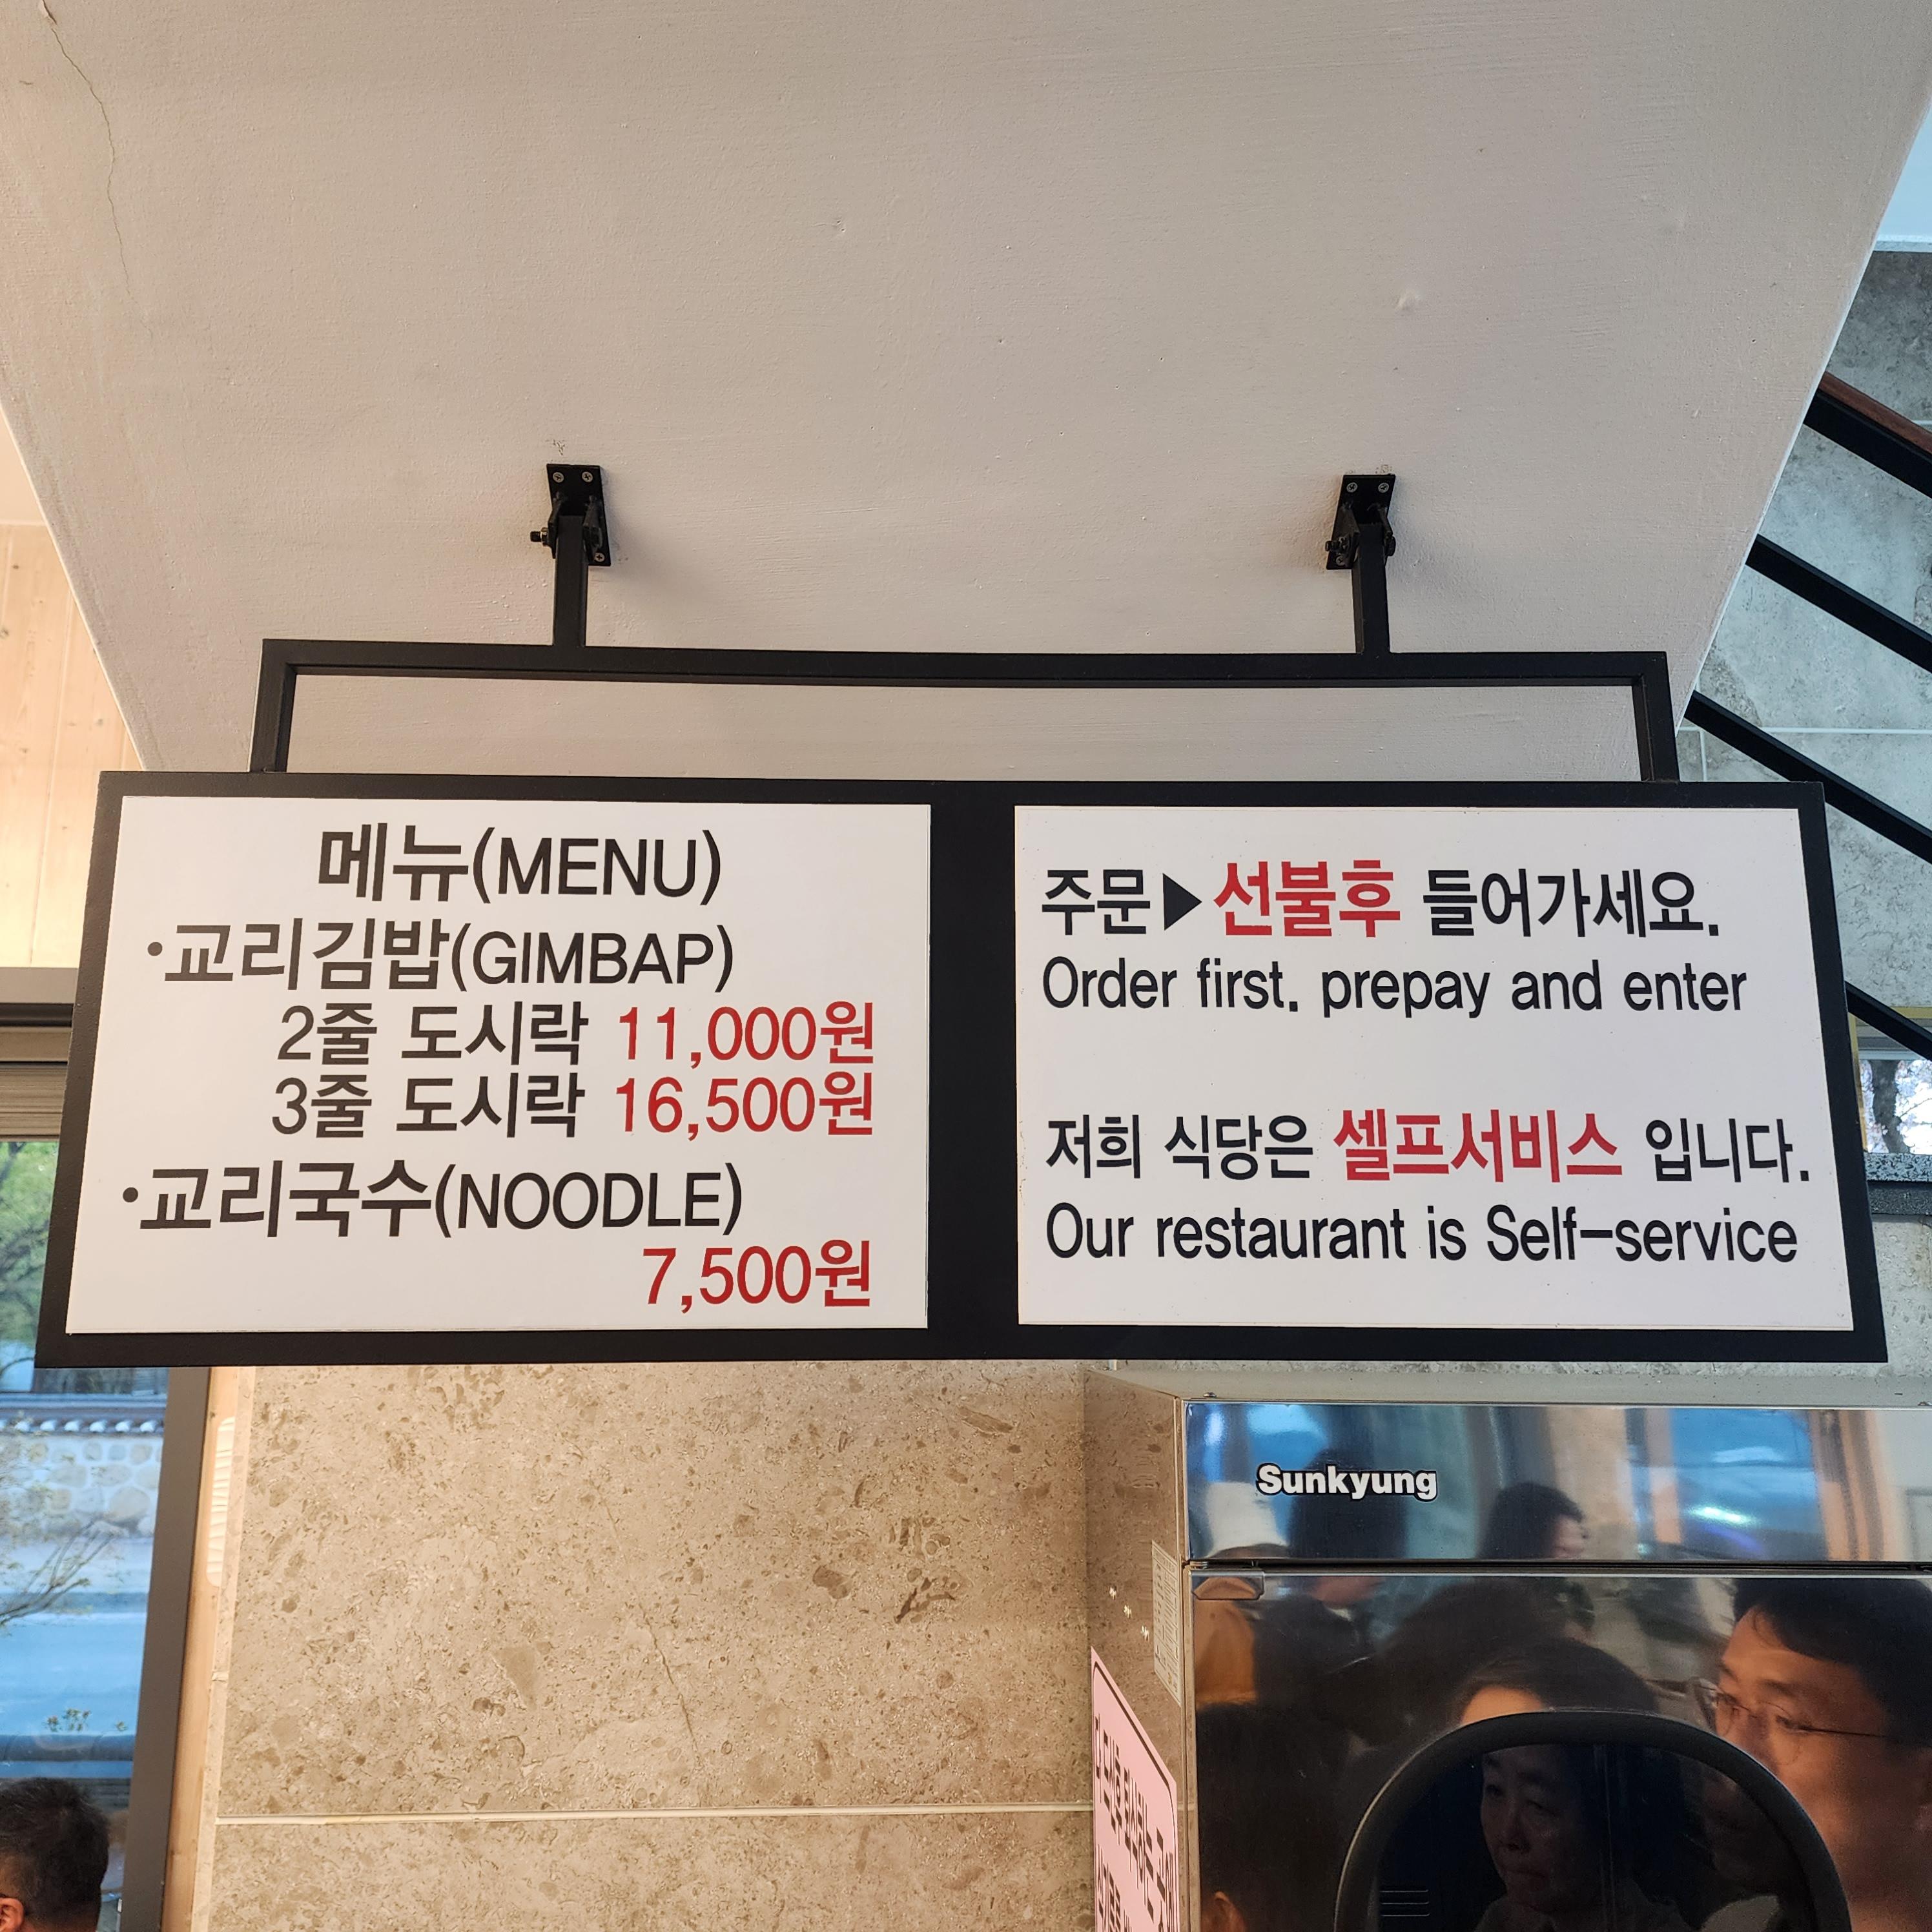 메뉴(MENU)
·교리김밥(GIMBAP)
2줄 도시락 11,000원
3줄 도시락 16,500원
·교리국수(NOODLE)
7,500원
주문▶선불후 들어가세요.
Order first. prepay and enter
저희 식당은 셀프서비스 입니다.
Our restaurant is Self-service
Sunkyung